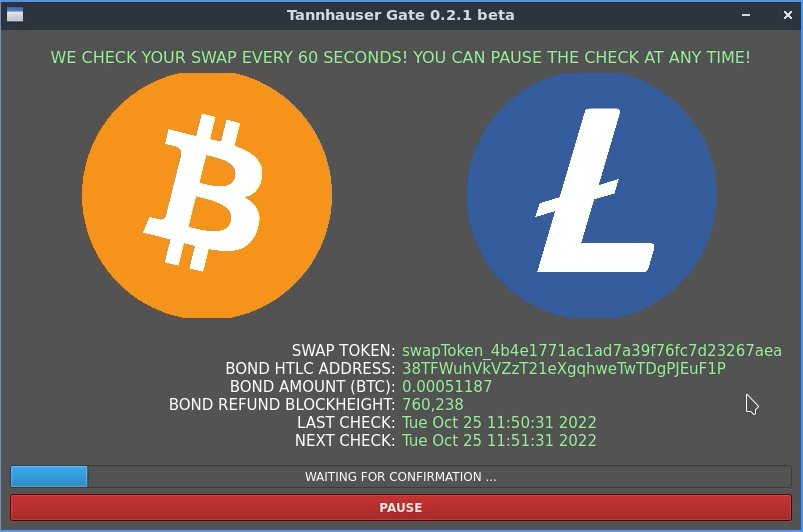 Tannhauser Gate 0.2.1 beta
WE CHECK YOUR SWAP EVERY 60 SECONDS! YOU CAN PAUSE THE CHECK AT ANY TIME!
SWAP TOKEN: swapToken_4b4e1771ac1ad7a39f76fc7d23267aea
BOND HTLC ADDRESS: 38TFWuhVkVZzT21eXgqhweTwTDgPJEuF1P
BOND AMOUNT (BTC): 0.00051187
BOND REFUND BLOCKHEIGHT: 760,238
LAST CHECK: Tue Oct 25 11:50:31 2022
NEXT CHECK: Tue Oct 25 11:51:31 2022
WAITING FOR CONFIRMATION ...
PAUSE